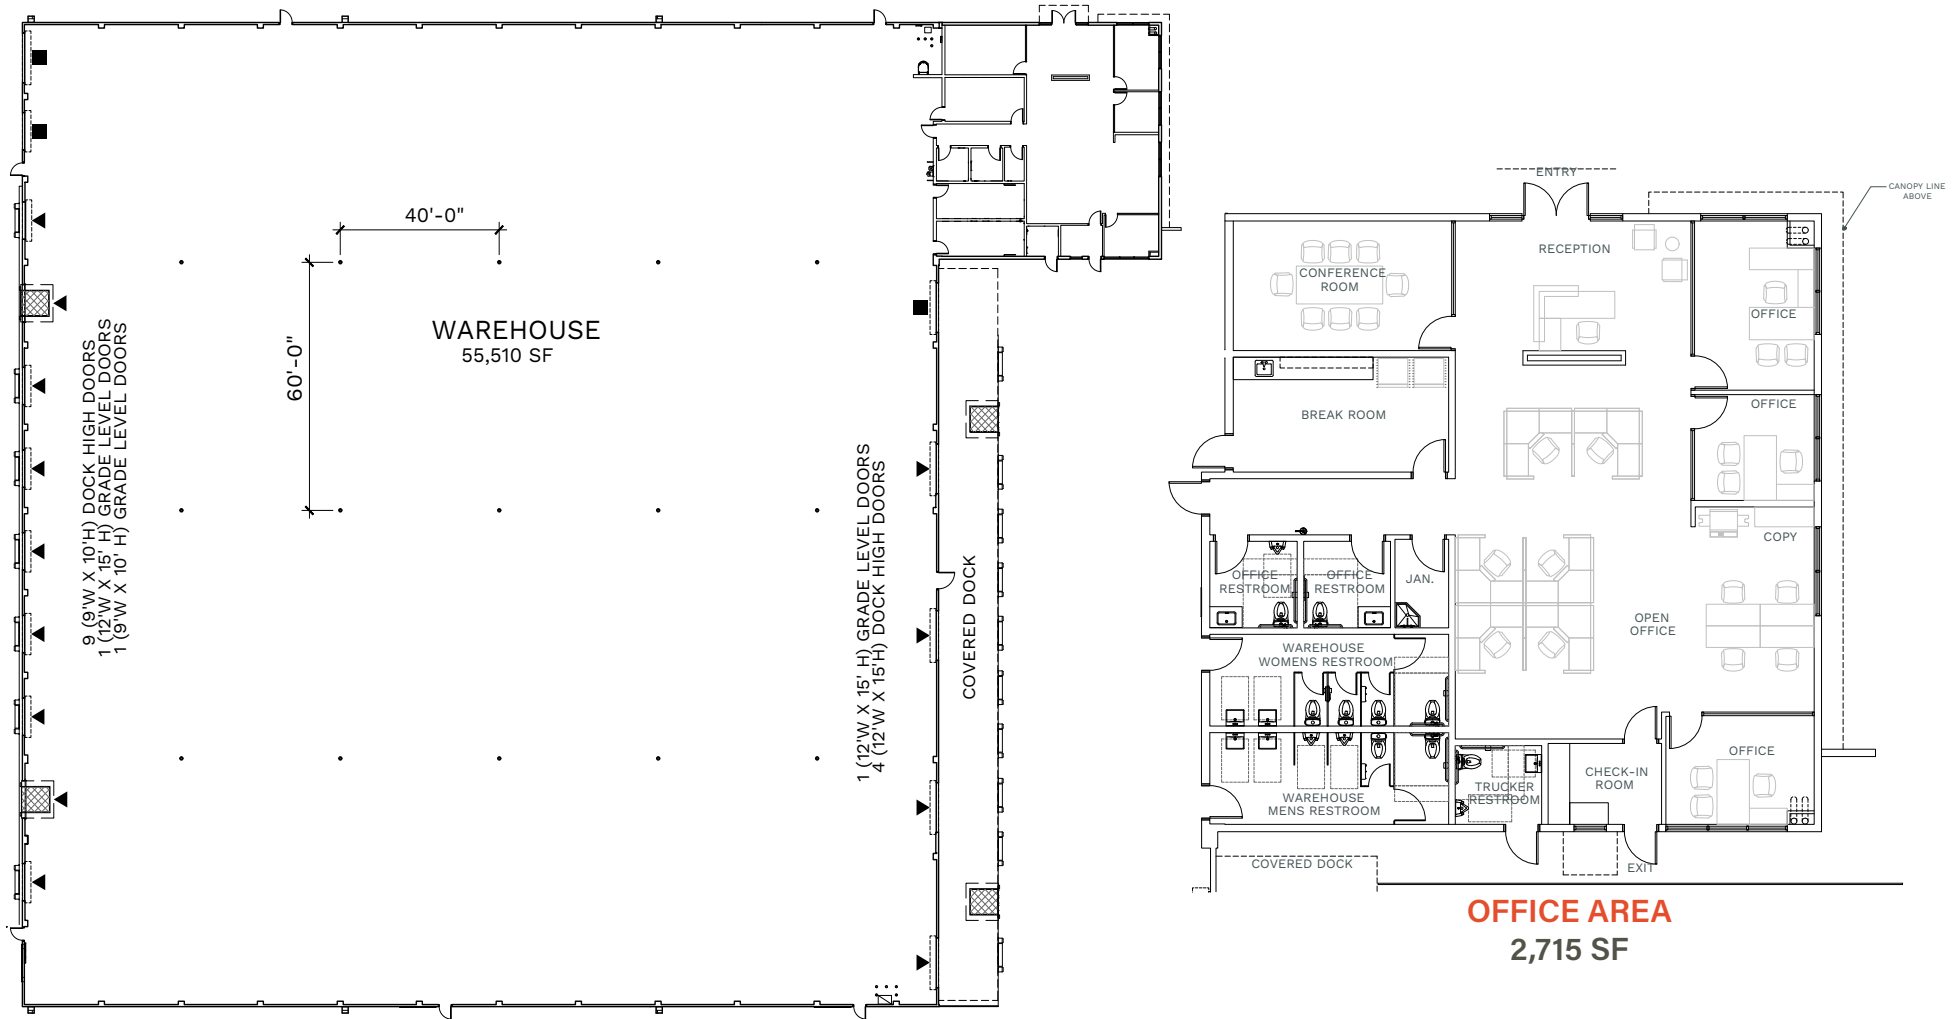 40'-0"
60'-0"
WAREHOUSE
55,510 SF
9 (9'W X 10'H) DOCK HIGH DOORS
1 (12'W X 15' H) GRADE LEVEL DOORS
1 (9'W X 10' H) GRADE LEVEL DOORS
1 (12'W X 15' H) GRADE LEVEL DOORS
4 (12'W X 15'H) DOCK HIGH DOORS
COVERED DOCK
ENTRY
CANOPY LINE
ABOVE
RECEPTION
CONFERENCE
ROOM
OFFICE
BREAK ROOM
OFFICE
COPY
OFFICE
RESTROOM
OFFICE
RESTROOM
JAN.
OPEN
OFFICE
WAREHOUSE
WOMENS RESTROOM
OFFICE
CHECK-IN
ROOM
TRUCKER
RESTROOM
WAREHOUSE
MENS RESTROOM
COVERED DOCK
EXIT
OFFICE AREA
2,715 SF